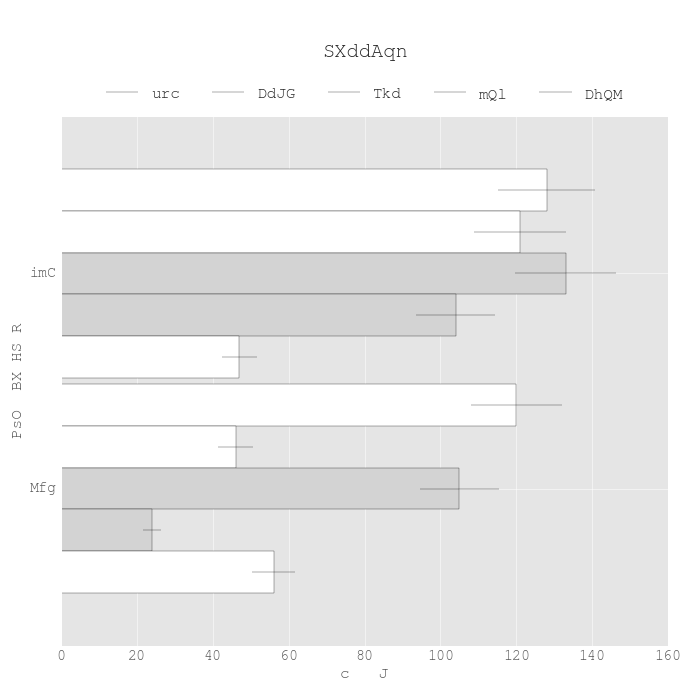 SXddAqn
urc DdJG Tkd mQl DhQM
imC
PsO BX HS R
Mfg
0 20 40 60 80 100 120 140 160
c J